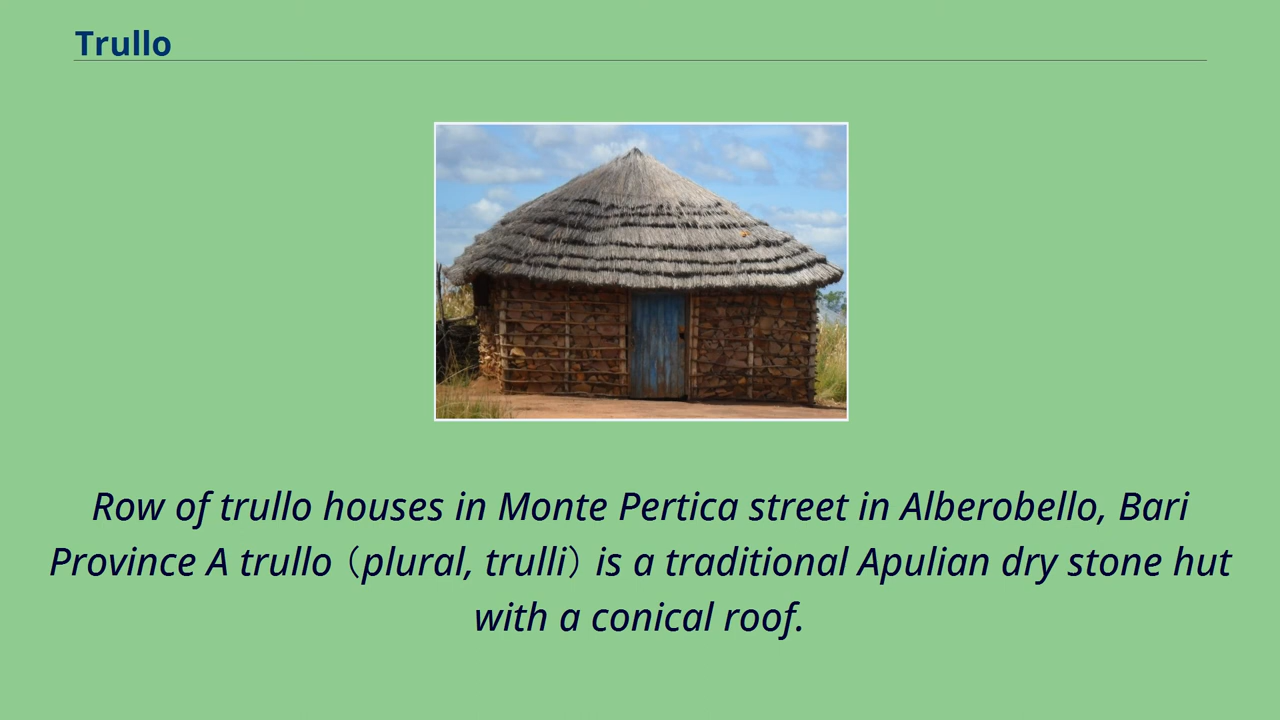 Trullo
Row of trullo houses in Monte Pertica street in Alberobello, Bari
Province A trullo（plural, trulli）is a traditional Apulian dry stone hut
with a conical roof.